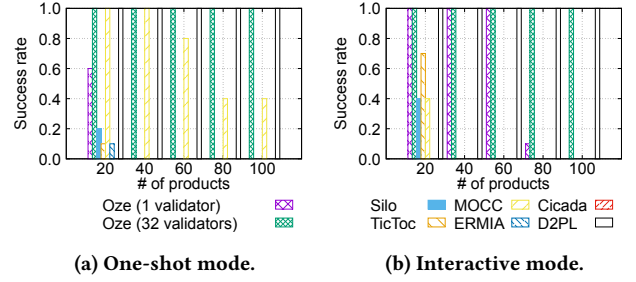 Success rate
1.0
0.8
0.6
0.4
0.2
0.0
20 40 60 80 100
# of products
Oze (1 validator)
Oze (32 validators)
(a) One-shot mode.
Success rate
1.0
0.8
0.6
0.4
0.2
0.0
20 40 60 80 100
# of products
Silo MOCC Cicada
TicToc ERMIA D2PL
(b) Interactive mode.